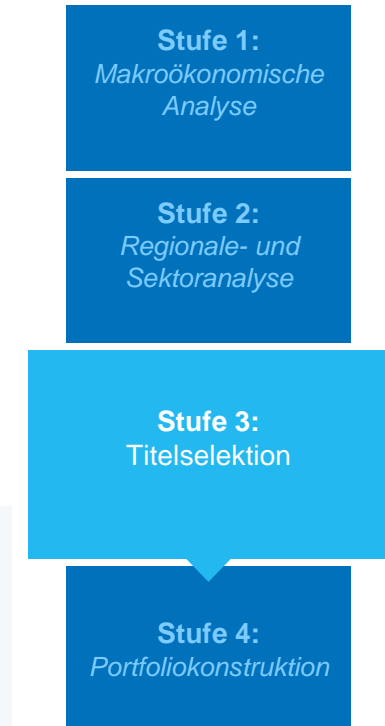 Stufe 1:
Makroökonomische
Analyse
Stufe 2:
Regionale- und
Sektoranalyse
Stufe 3:
Titelselektion
Stufe 4:
Portfoliokonstruktion